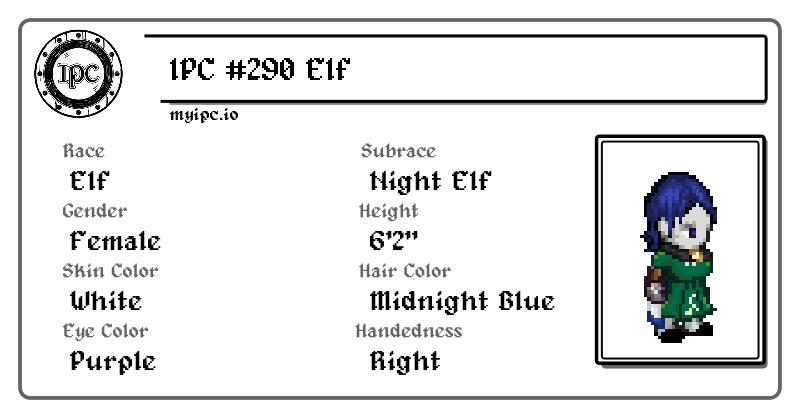 IPC
IPC #290 Elf
myipc.io
Race
Elf
Subrace
Night Elf
Gender
Female
Height
6'2"
Skin Color
White
Hair Color
Midnight Blue
Eye Color
Purple
Handedness
Right